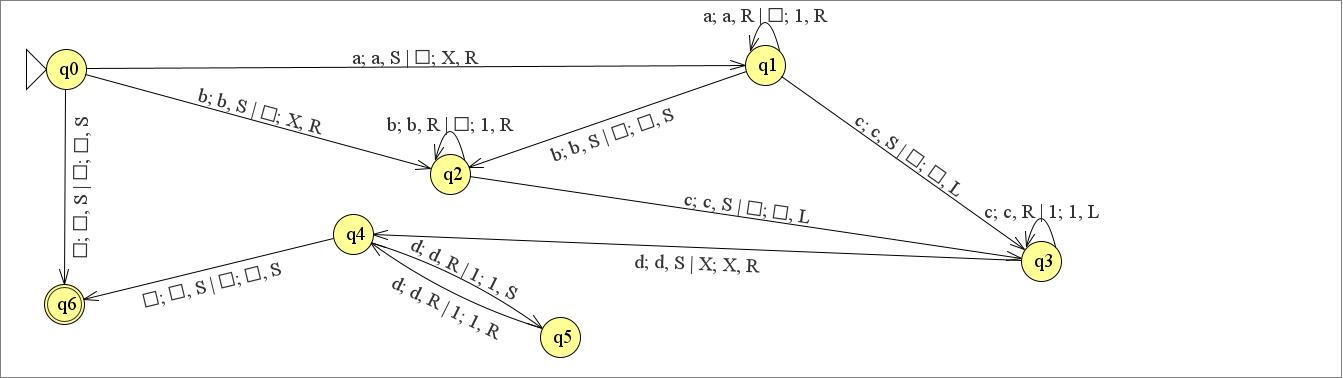 a; a, R | □; 1, R
q0
a; a, S | □; X, R
q1
b; b, S | □; X, R
b; b, R | □; 1, R
b; b, S | □; □, S
c; c, S | □; □, L
□; □, S | □; □, S
q2
c; c, S | □; □, L
c; c, R | 1; 1, L
q4
d; d, R | 1; 1, S
d; d, S | X; X, R
q3
□; □, S | □; □, S
d; d, R | 1; 1, R
q6
q5